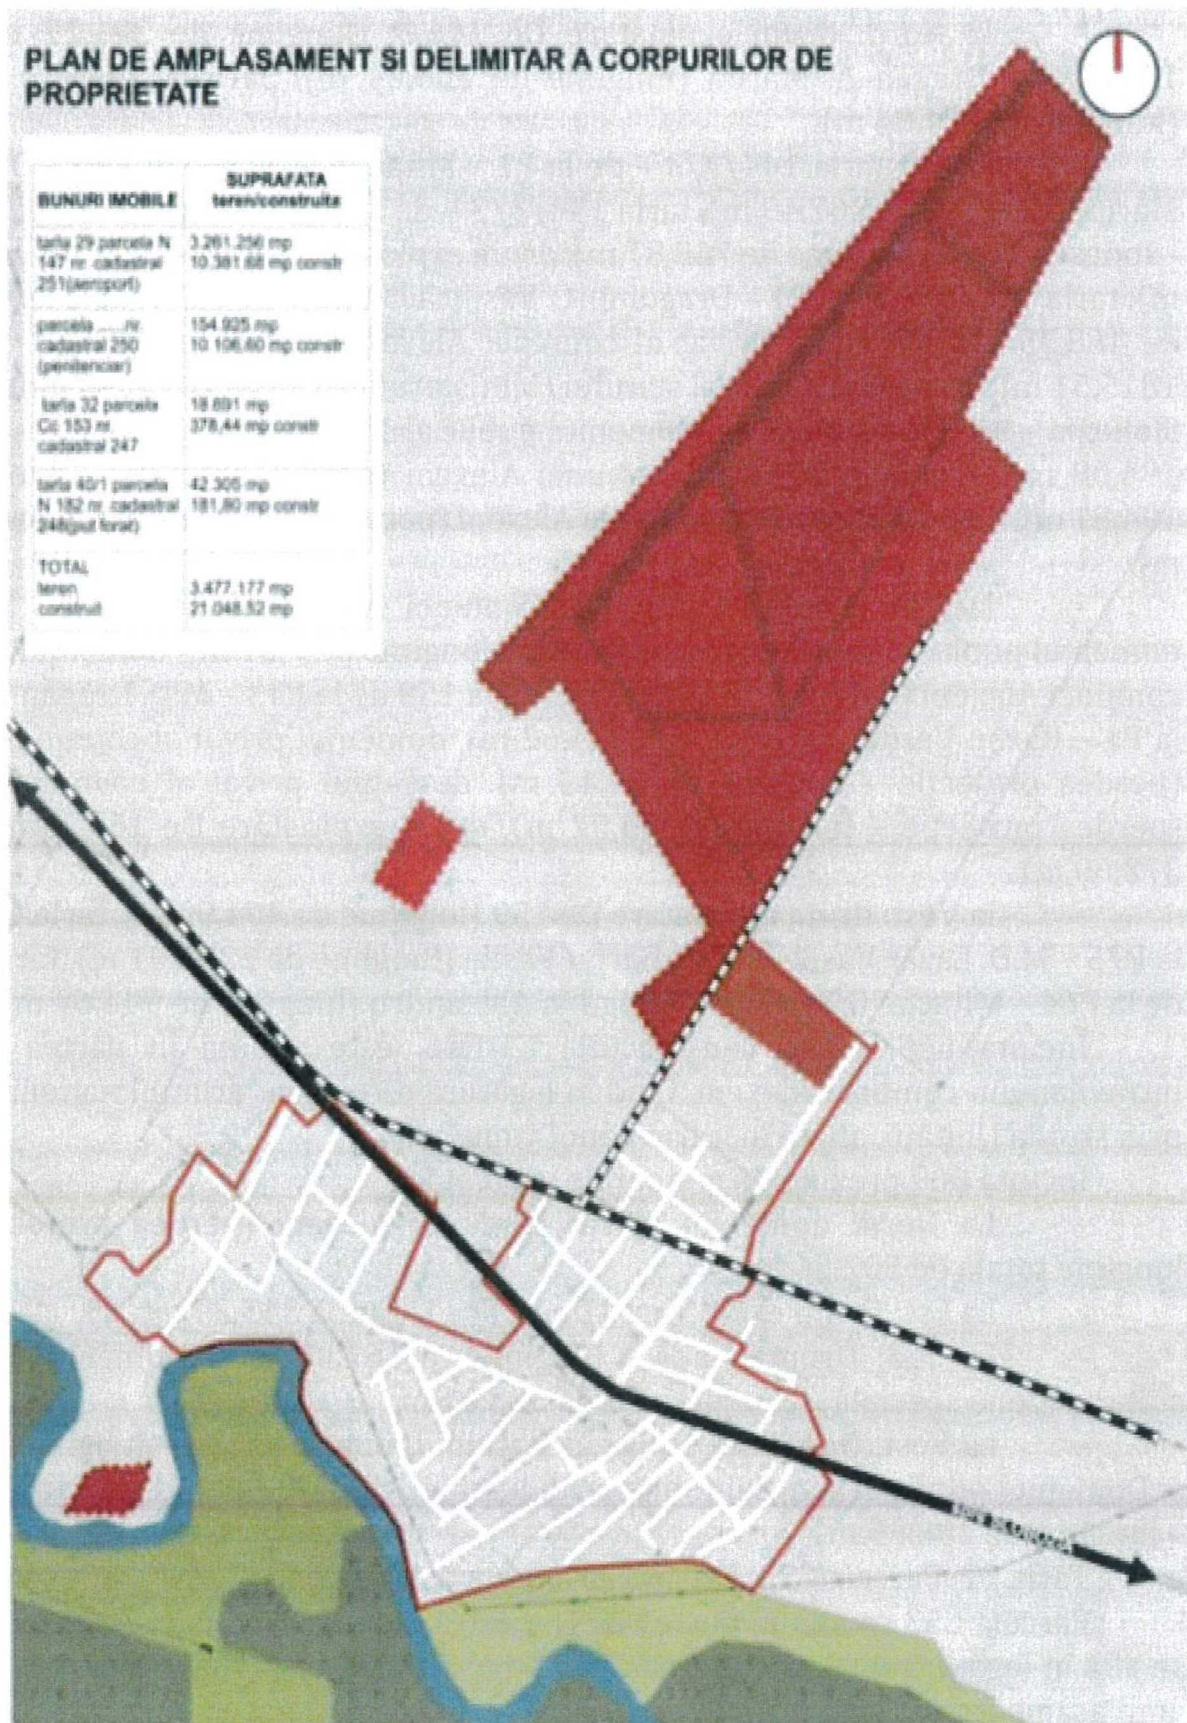 PLAN DE AMPLASAMENT SI DELIMITAR A CORPURILOR DE
PROPRIETATE
BUNURI IMOBILE
SUPRAFATA
teren/construita
tarla 29 parcela N
147 nr. cadastral
251(aeroport)
3.261.256 mp
10.381.68 mp constr
parcela ......nr.
cadastral 250
(penitenciar)
154.925 mp
10.106,60 mp constr
tarla 32 parcela
Cc 153 nr.
cadastral 247
18.691 mp
378,44 mp constr
tarla 40/1 parcela
N 182 nr. cadastral
248(put forat)
42.305 mp
181,80 mp constr
TOTAL
teren
construit
3.477.177 mp
21.048,52 mp